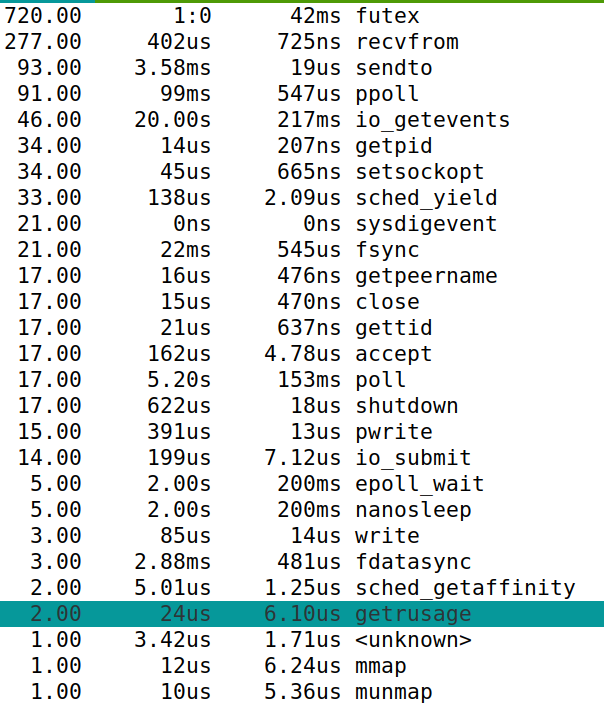 720.00 1:0 42ms futex
277.00 402us 725ns recvfrom
93.00 3.58ms 19us sendto
91.00 99ms 547us ppoll
46.00 20.00s 217ms io_getevents
34.00 14us 207ns getpid
34.00 45us 665ns setsockopt
33.00 138us 2.09us sched_yield
21.00 0ns 0ns sysdigevent
21.00 22ms 545us fsync
17.00 16us 476ns getpeername
17.00 15us 470ns close
17.00 21us 637ns gettid
17.00 162us 4.78us accept
17.00 5.20s 153ms poll
17.00 622us 18us shutdown
15.00 391us 13us pwrite
14.00 199us 7.12us io_submit
5.00 2.00s 200ms epoll_wait
5.00 2.00s 200ms nanosleep
3.00 85us 14us write
3.00 2.88ms 481us fdatasync
2.00 5.01us 1.25us sched_getaffinity
2.00 24us 6.10us getrusage
1.00 3.42us 1.71us <unknown>
1.00 12us 6.24us mmap
1.00 10us 5.36us munmap